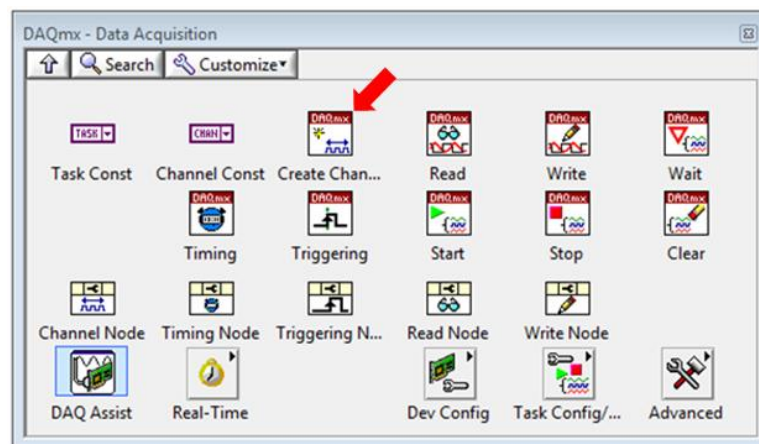 DAQmx - Data Acquisition
Search Customize
TASK CHAN DAQmx DAQmx DAQmx DAQmx
Task Const Channel Const Create Chan... Read Write Wait
DAQmx DAQmx DAQmx DAQmx DAQmx
Timing Triggering Start Stop Clear
Channel Node Timing Node Triggering N... Read Node Write Node
DAQ Assist Real-Time Dev Config Task Config/... Advanced